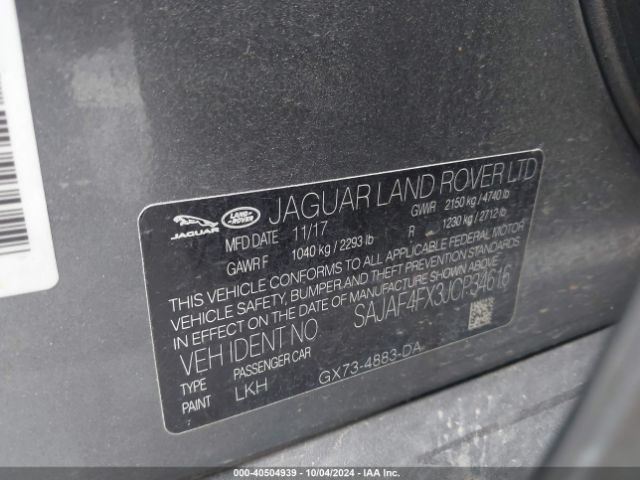 JAGUAR LAND-ROVER JAGUAR LAND ROVER LTD
MFD DATE 11/17 GVWR 2150 kg / 4740 lb
GAWR F 1040 kg / 2293 lb R 1230 kg / 2712 lb
THIS VEHICLE CONFORMS TO ALL APPLICABLE FEDERAL MOTOR
VEHICLE SAFETY, BUMPER, AND THEFT PREVENTION STANDARDS
IN EFFECT ON THE DATE OF MANUFACTURE SHOWN ABOVE.
VEH IDENT NO. SAJAF4FX3JCP34616
TYPE PASSENGER CAR
PAINT LKH GX73-4883-DA
000-40504939 - 10/04/2024 - IAAI.COM